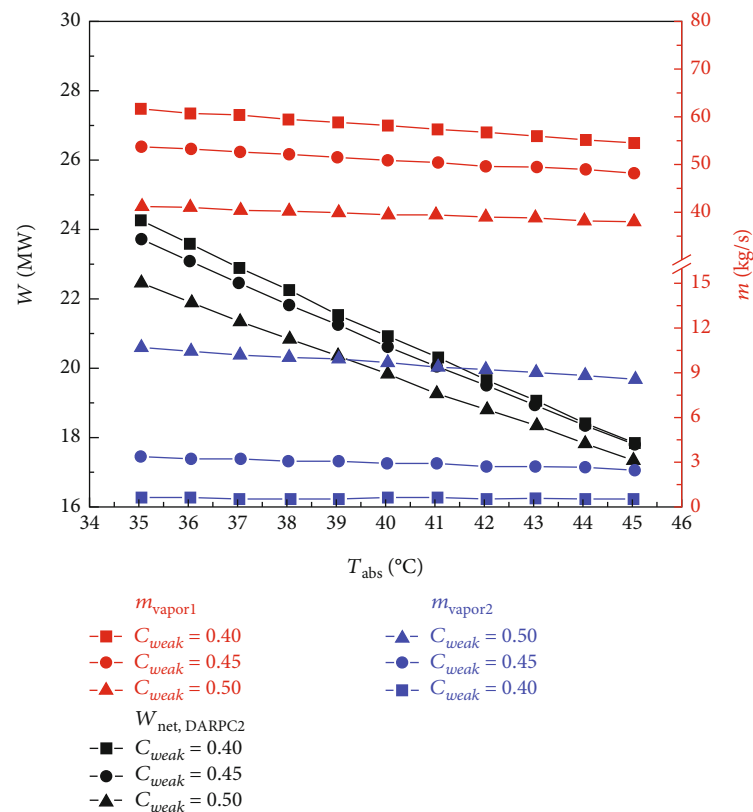 30
28
26
24
22
20
18
16
W (MW)
80
70
60
50
40
15
12
9
6
3
0
m (kg/s)
34 35 36 37 38 39 40 41 42 43 44 45 46
T_abs (°C)
m_vapor1
C_weak = 0.40
C_weak = 0.45
C_weak = 0.50
W_net, DARPC2
C_weak = 0.40
C_weak = 0.45
C_weak = 0.50
m_vapor2
C_weak = 0.50
C_weak = 0.45
C_weak = 0.40